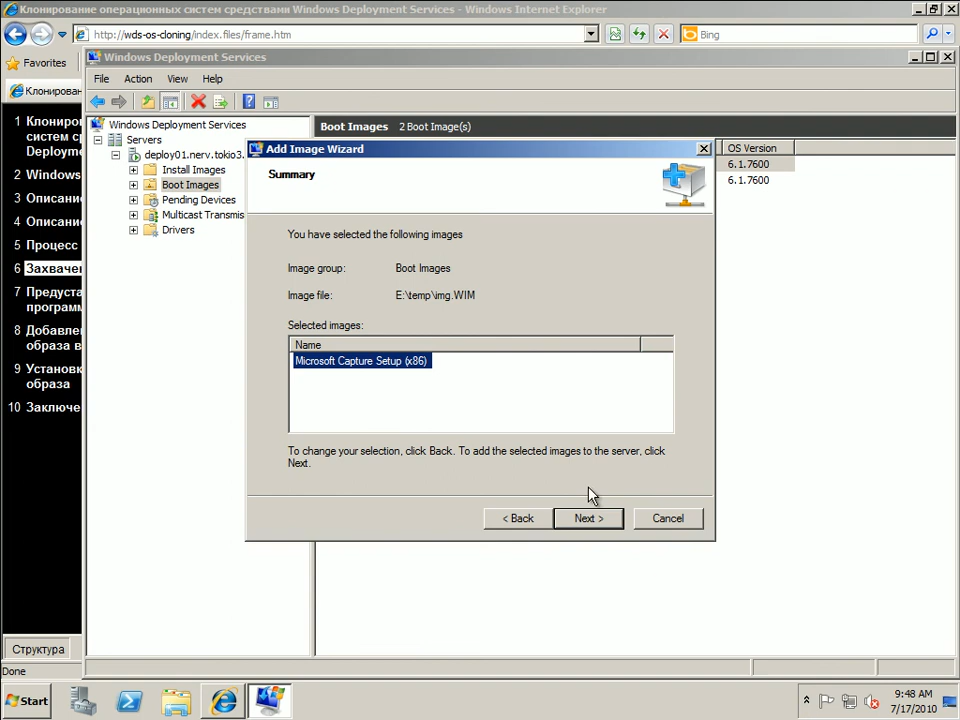 Клонирование операционных систем средствами Windows Deployment Services - Windows Internet Explorer
http://wds-os-cloning/index.files/frame.htm
Bing
Favorites
Windows Deployment Services
File Action View Help
1 Клониро
систем ср
Deployme
2 Windows
3 Описани
4 Описани
5 Процесс
6 Захвачен
7 Предуста
программ
8 Добавлен
образа в
9 Установк
образа
10 Заключе
Структура
Done
Windows Deployment Services
Servers
deploy01.nerv.tokio3.
Install Images
Boot Images
Pending Devices
Multicast Transmis
Drivers
Boot Images 2 Boot Image(s)
OS Version
6.1.7600
6.1.7600
Add Image Wizard
Summary
You have selected the following images
Image group: Boot Images
Image file: E:\temp\img.WIM
Selected images:
Name
Microsoft Capture Setup (x86)
To change your selection, click Back. To add the selected images to the server, click
Next.
< Back Next > Cancel
Start
9:48 AM
7/17/2010